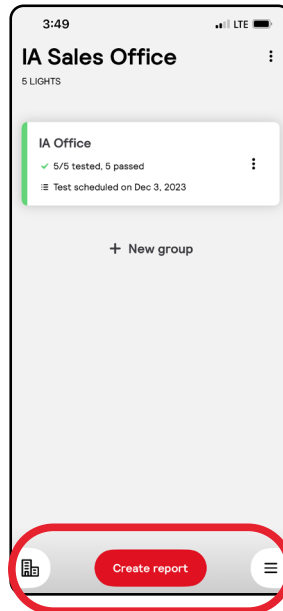 3:49 LTE
IA Sales Office
5 LIGHTS
IA Office
5/5 tested, 5 passed
Test scheduled on Dec 3, 2023
+ New group
Create report